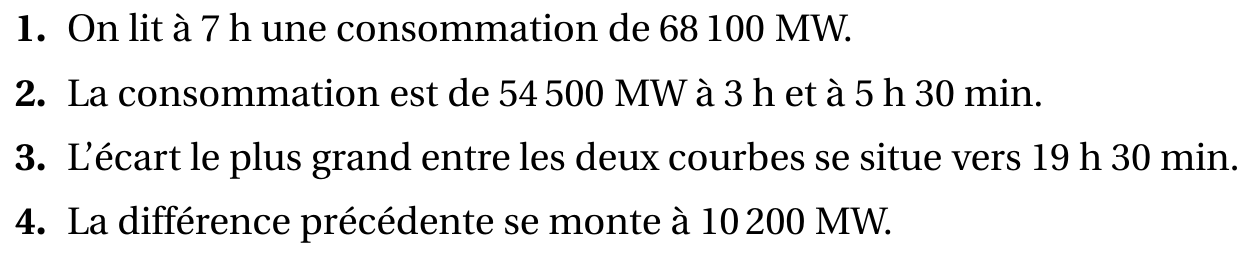 1. On lit à 7 h une consommation de 68 100 MW.
2. La consommation est de 54 500 MW à 3 h et à 5 h 30 min.
3. L’écart le plus grand entre les deux courbes se situe vers 19 h 30 min.
4. La différence précédente se monte à 10 200 MW.